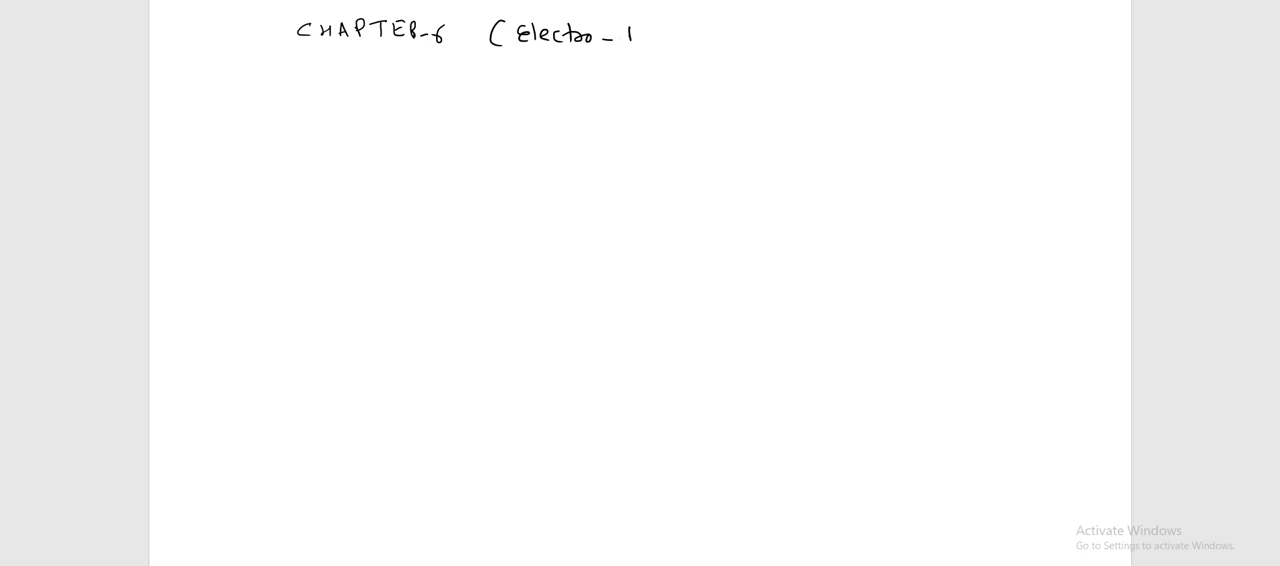 CHAPTER-6 (Electro - 1
Activate Windows
Go to Settings to activate Windows.